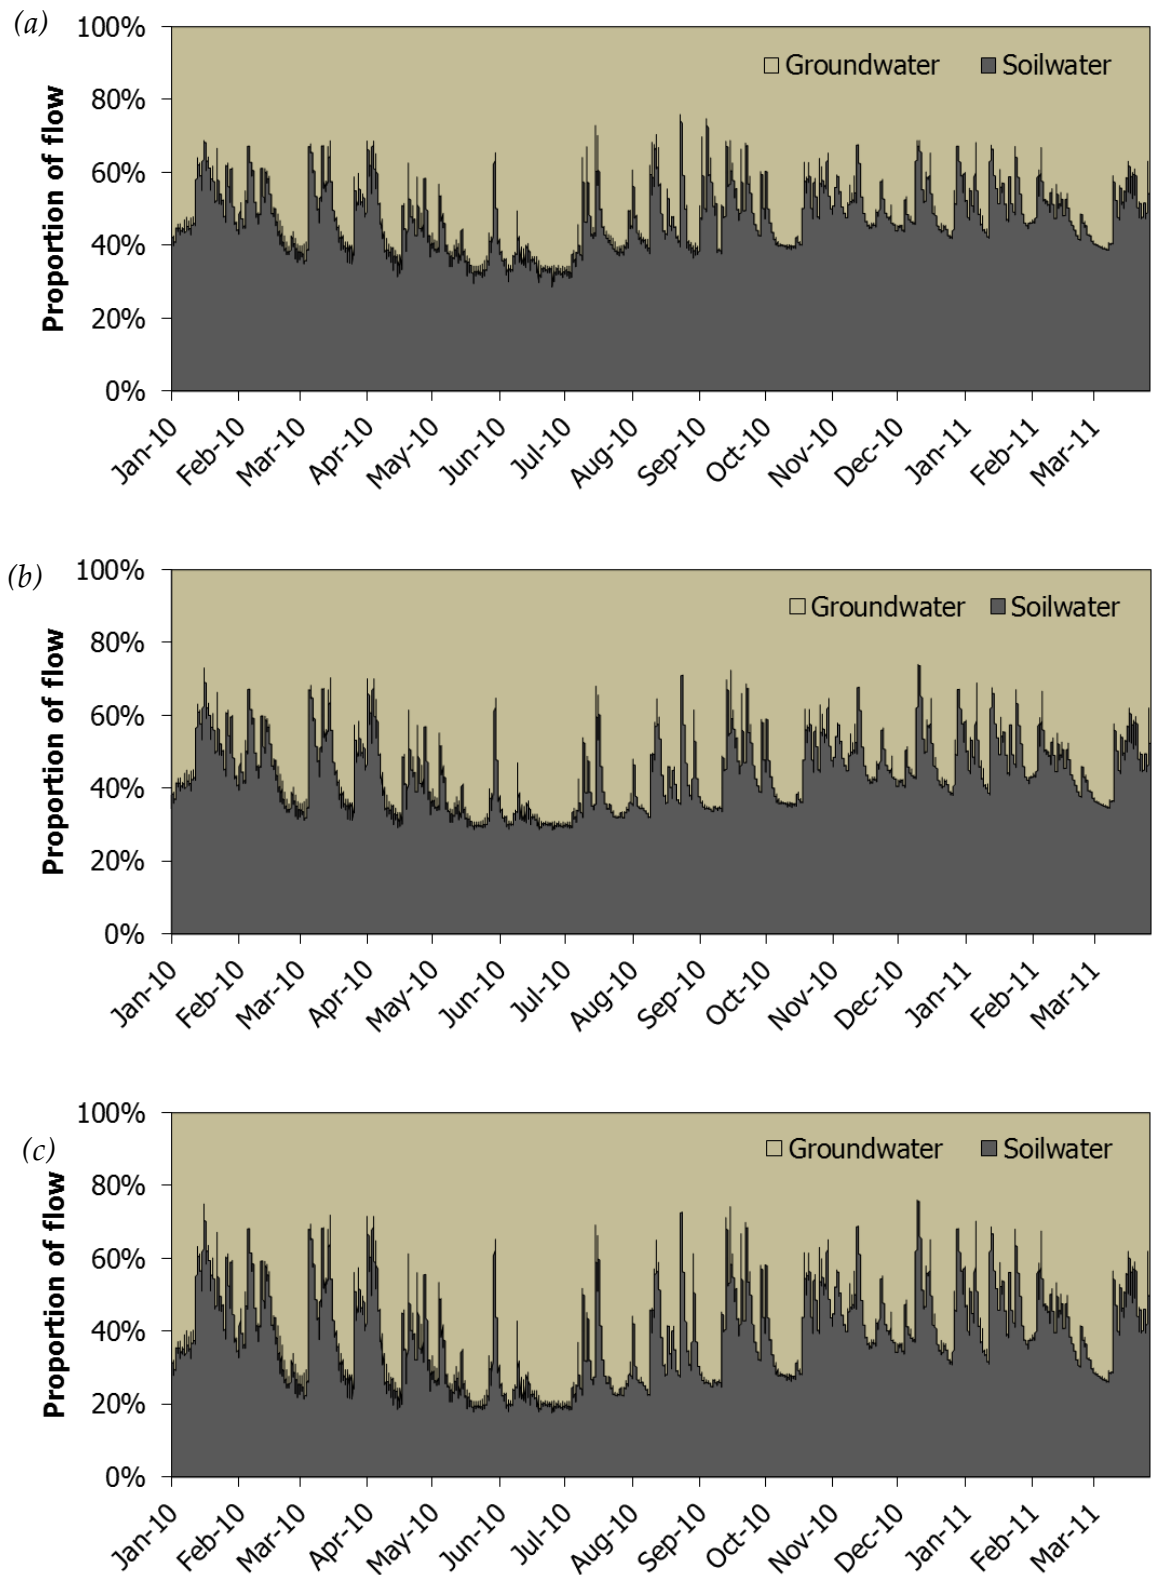 (a)
100%
80%
60%
40%
20%
0%
Proportion of flow
Groundwater Soilwater
Jan-10 Feb-10 Mar-10 Apr-10 May-10 Jun-10 Jul-10 Aug-10 Sep-10 Oct-10 Nov-10 Dec-10 Jan-11 Feb-11 Mar-11
(b)
100%
80%
60%
40%
20%
0%
Proportion of flow
Groundwater Soilwater
Jan-10 Feb-10 Mar-10 Apr-10 May-10 Jun-10 Jul-10 Aug-10 Sep-10 Oct-10 Nov-10 Dec-10 Jan-11 Feb-11 Mar-11
(c)
100%
80%
60%
40%
20%
0%
Proportion of flow
Groundwater Soilwater
Jan-10 Feb-10 Mar-10 Apr-10 May-10 Jun-10 Jul-10 Aug-10 Sep-10 Oct-10 Nov-10 Dec-10 Jan-11 Feb-11 Mar-11